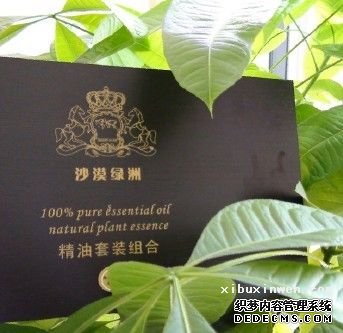 沙漠绿洲
100% pure essential oil
natural plant essence
精油套装组合
xibuxinwen.com
织梦内容管理系统
DEDECMS.COM